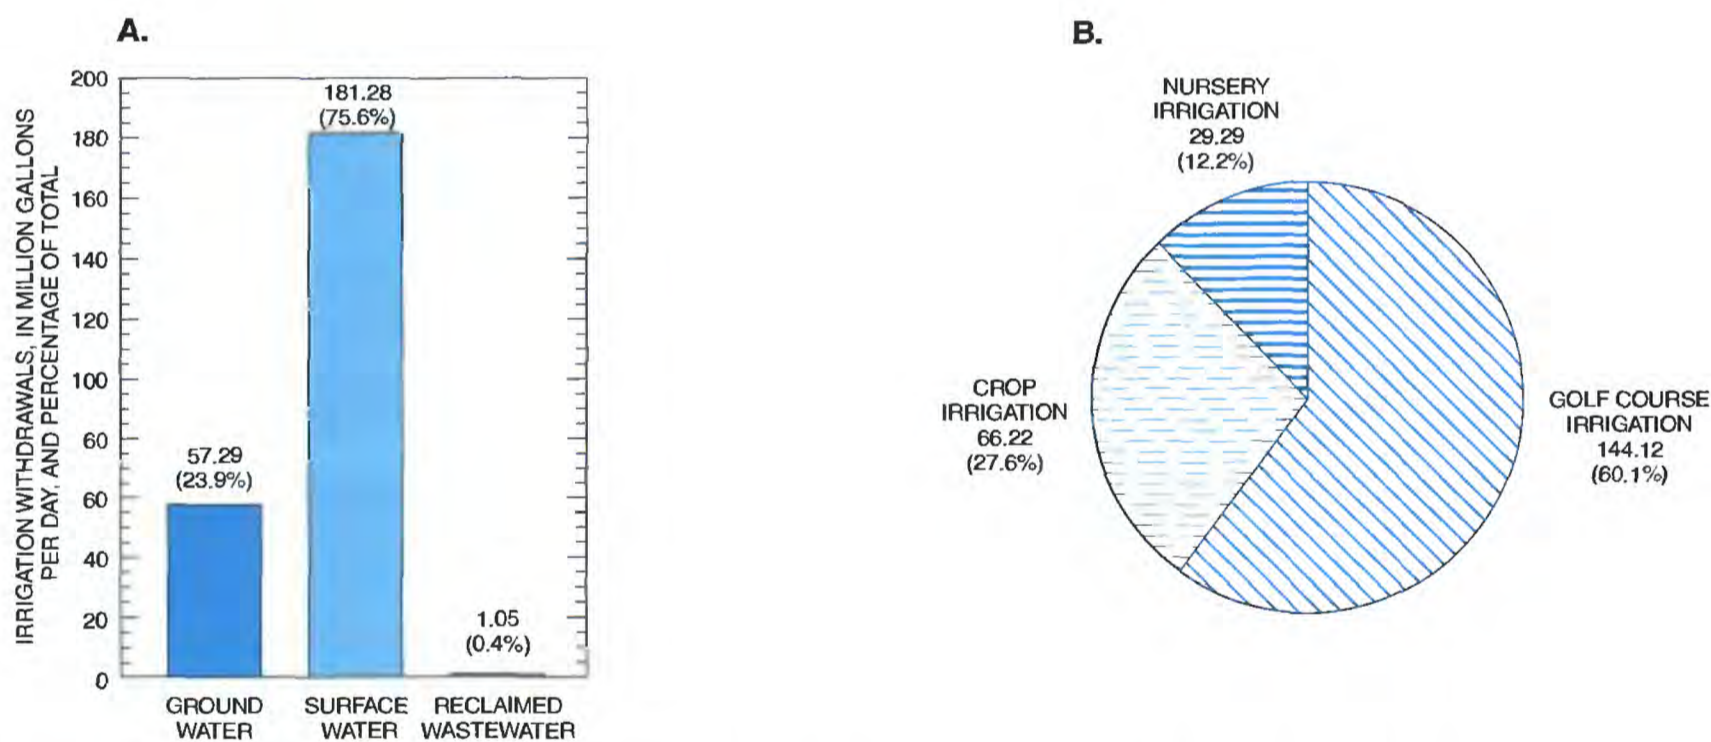 A.
IRRIGATION WITHDRAWALS, IN MILLION GALLONS
PER DAY, AND PERCENTAGE OF TOTAL
200
180
160
140
120
100
60
60
40
20
0
57.29
(23.9%)
181.28
(75.6%)
1.05
(0.4%)
GROUND
WATER
SURFACE
WATER
RECLAIMED
WASTEWATER
B.
NURSERY
IRRIGATION
29.29
(12.2%)
CROP
IRRIGATION
66.22
(27.6%)
GOLF COURSE
IRRIGATION
144.12
(60.1%)